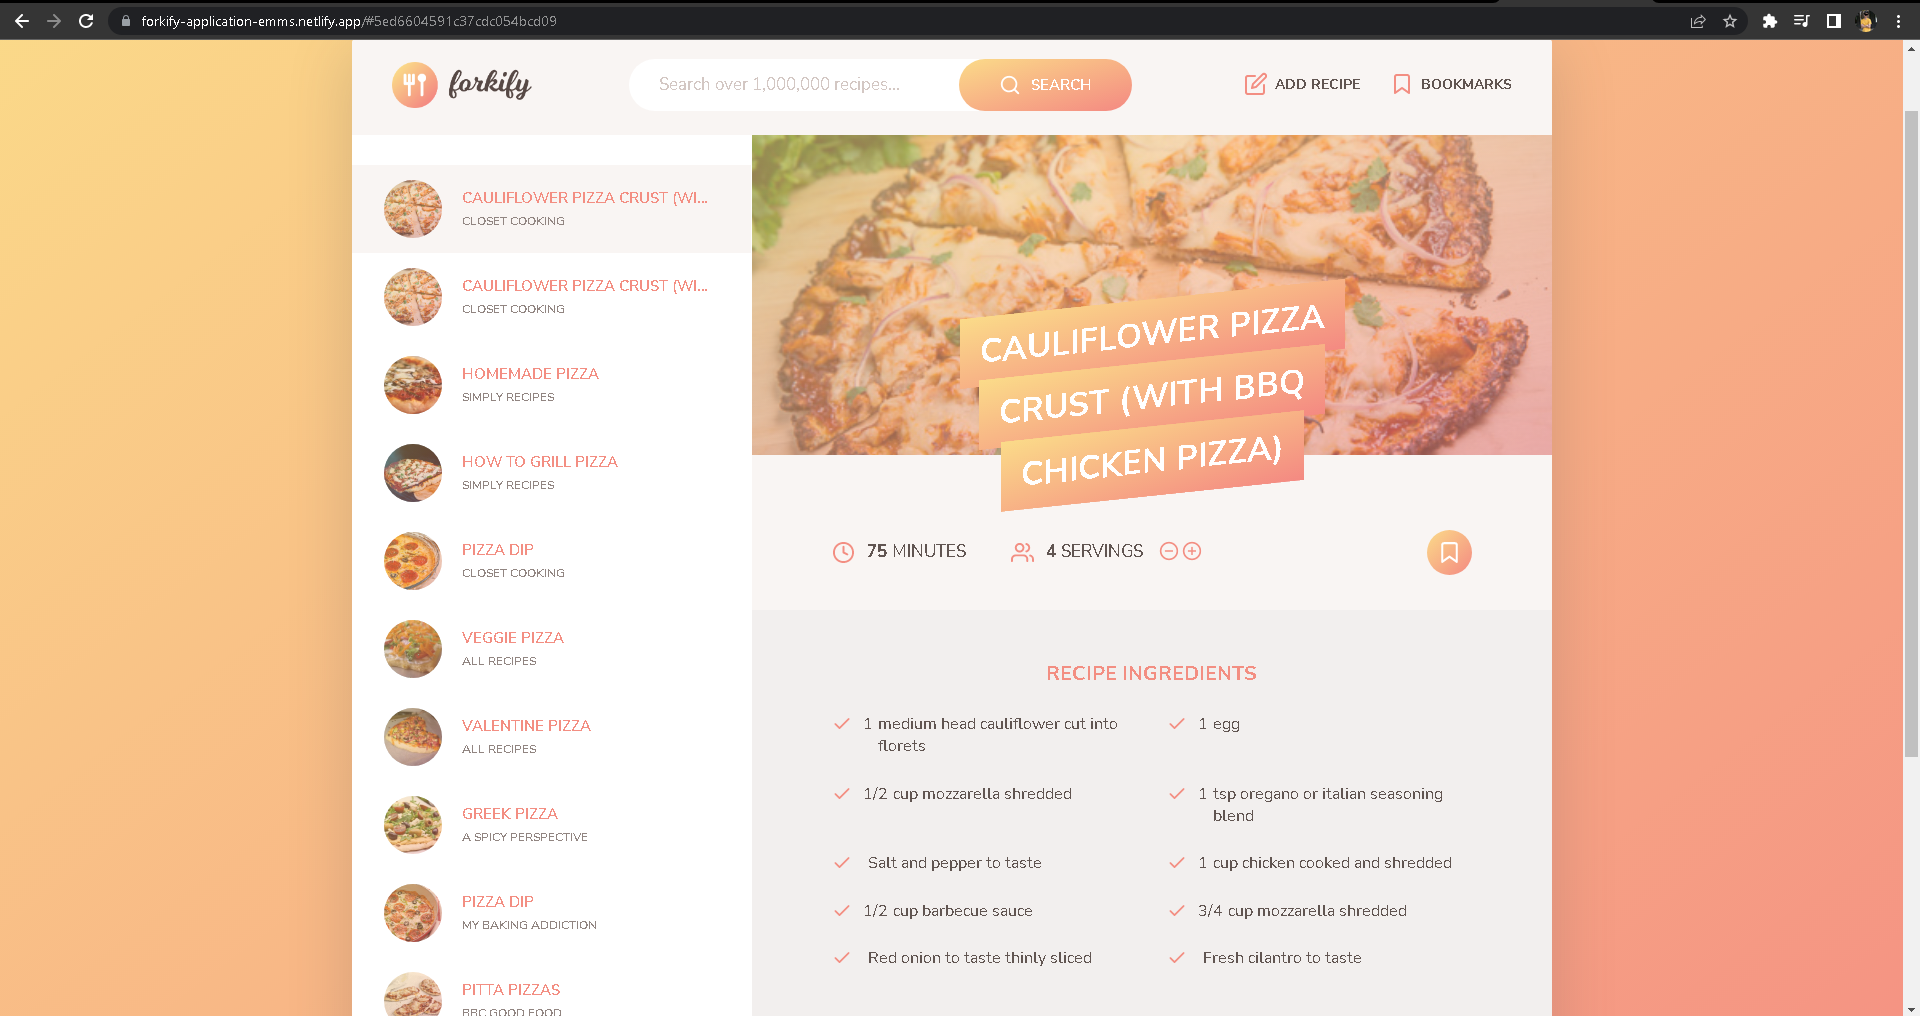 forkify-application-emms.netlify.app/#5ed6604591c37cdc054bcd09
forkify
Search over 1,000,000 recipes...
SEARCH
ADD RECIPE
BOOKMARKS
CAULIFLOWER PIZZA CRUST (WI...
CLOSET COOKING
CAULIFLOWER PIZZA CRUST (WI...
CLOSET COOKING
HOMEMADE PIZZA
SIMPLY RECIPES
HOW TO GRILL PIZZA
SIMPLY RECIPES
PIZZA DIP
CLOSET COOKING
VEGGIE PIZZA
ALL RECIPES
VALENTINE PIZZA
ALL RECIPES
GREEK PIZZA
A SPICY PERSPECTIVE
PIZZA DIP
MY BAKING ADDICTION
PITTA PIZZAS
BBC GOOD FOOD
CAULIFLOWER PIZZA
CRUST (WITH BBQ
CHICKEN PIZZA)
75 MINUTES
4 SERVINGS
RECIPE INGREDIENTS
1 medium head cauliflower cut into
florets
1 egg
1/2 cup mozzarella shredded
1 tsp oregano or italian seasoning
blend
Salt and pepper to taste
1 cup chicken cooked and shredded
1/2 cup barbecue sauce
3/4 cup mozzarella shredded
Red onion to taste thinly sliced
Fresh cilantro to taste